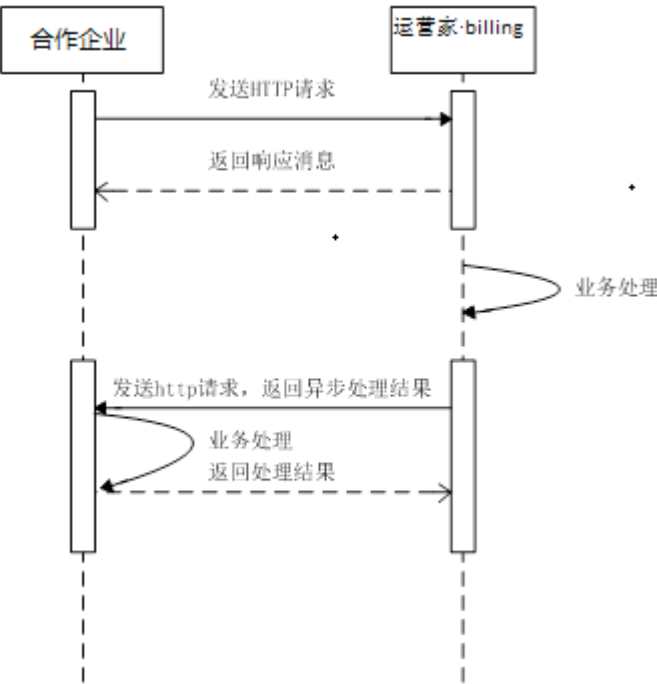 合作企业
运营家·billing
发送HTTP请求
返回响应消息
业务处理
发送http请求，返回异步处理结果
业务处理
返回处理结果